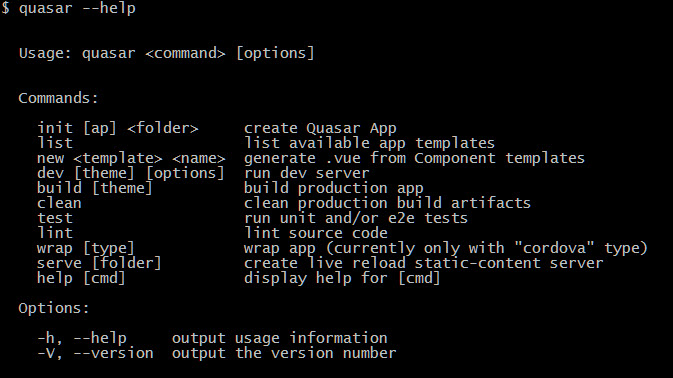 $ quasar --help
Usage: quasar <command> [options]
Commands:
init [ap] <folder>     create Quasar App
list                   list available app templates
new <template> <name>  generate .vue from Component templates
dev [theme] [options]  run dev server
build [theme]          build production app
clean                  clean production build artifacts
test                   run unit and/or e2e tests
lint                   lint source code
wrap [type]            wrap app (currently only with "cordova" type)
serve [folder]         create live reload static-content server
help [cmd]             display help for [cmd]
Options:
-h, --help     output usage information
-V, --version  output the version number